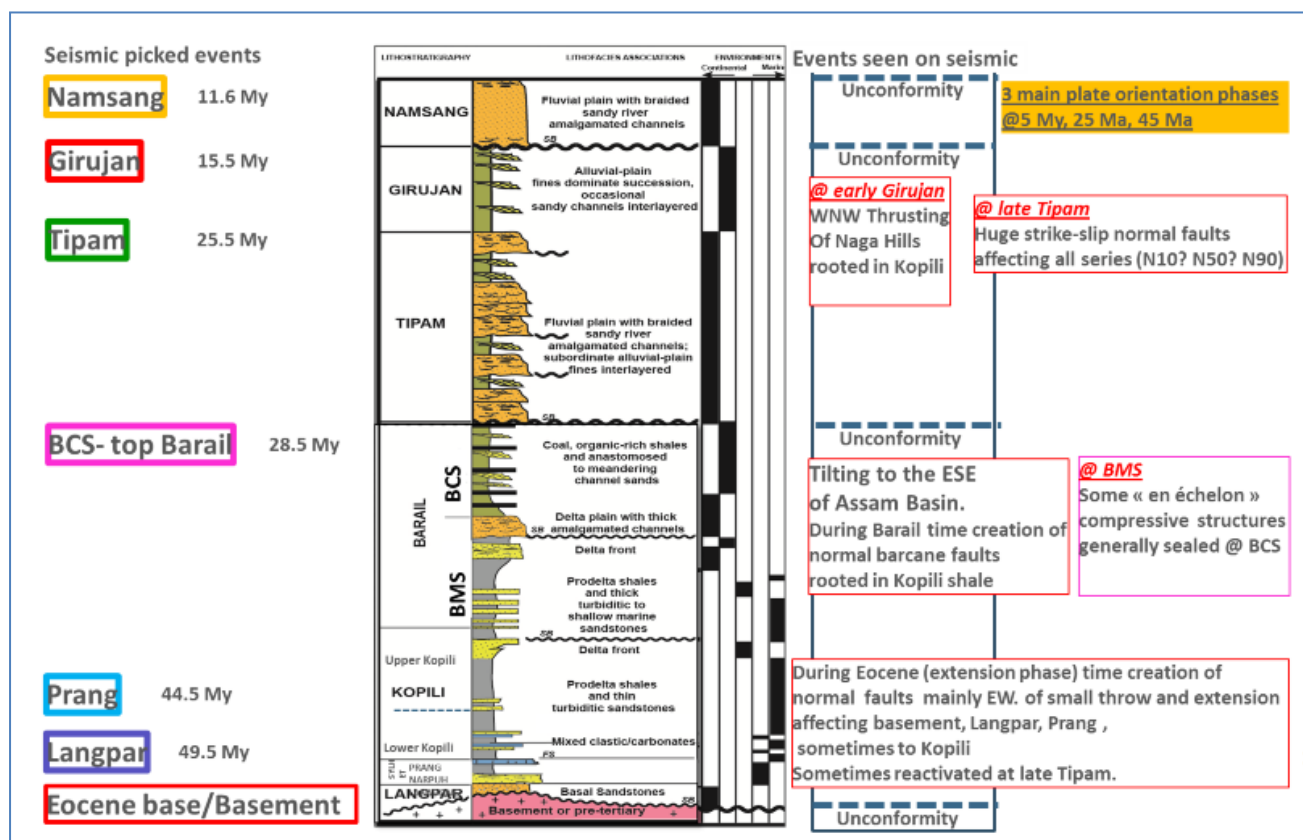 Seismic picked events
Namsang 11.6 My
Girujan 15.5 My
Tipam 25.5 My
BCS- top Barail 28.5 My
Prang 44.5 My
Langpar 49.5 My
Eocene base/Basement
LITHOSTRATIGRAPHY
LITHOFACIES ASSOCIATIONS
ENVIRONMENTS
Continental
Marine
NAMSANG
Fluvial plain with braided
sandy river
amalgamated channels
SB
GIRUJAN
Alluvial-plain
fines dominate succession,
occasional
sandy channels interlayered
TIPAM
Fluvial plain with braided
sandy river
amalgamated channels;
subordinate alluvial-plain
fines interlayered
SB
BARAIL
BCS
Coal, organic-rich shales
and anastomosed
to meandering
channel sands
Delta plain with thick
SB amalgamated channels
Delta front
BMS
Prodelta shales
and thick
turbiditic to
shallow marine
sandstones
SB
Upper Kopili
Delta front
KOPILI
Prodelta shales
and thin
turbiditic sandstones
Lower Kopili
Mixed clastic/carbonates
FS
PRANG
NARPUH
LANGPAR
Basal Sandstones
SB
Basement or pre-tertiary
Events seen on seismic
Unconformity
3 main plate orientation phases
@5 My, 25 Ma, 45 Ma
Unconformity
@ early Girujan
WNW Thrusting
Of Naga Hills
rooted in Kopili
@ late Tipam
Huge strike-slip normal faults
affecting all series (N10? N50? N90)
Unconformity
Tilting to the ESE
of Assam Basin.
During Barail time creation of
normal barcane faults
rooted in Kopili shale
@ BMS
Some « en échelon »
compressive structures
generally sealed @ BCS
During Eocene (extension phase) time creation of
normal faults mainly EW. of small throw and extension
affecting basement, Langpar, Prang ,
sometimes to Kopili
Sometimes reactivated at late Tipam.
Unconformity